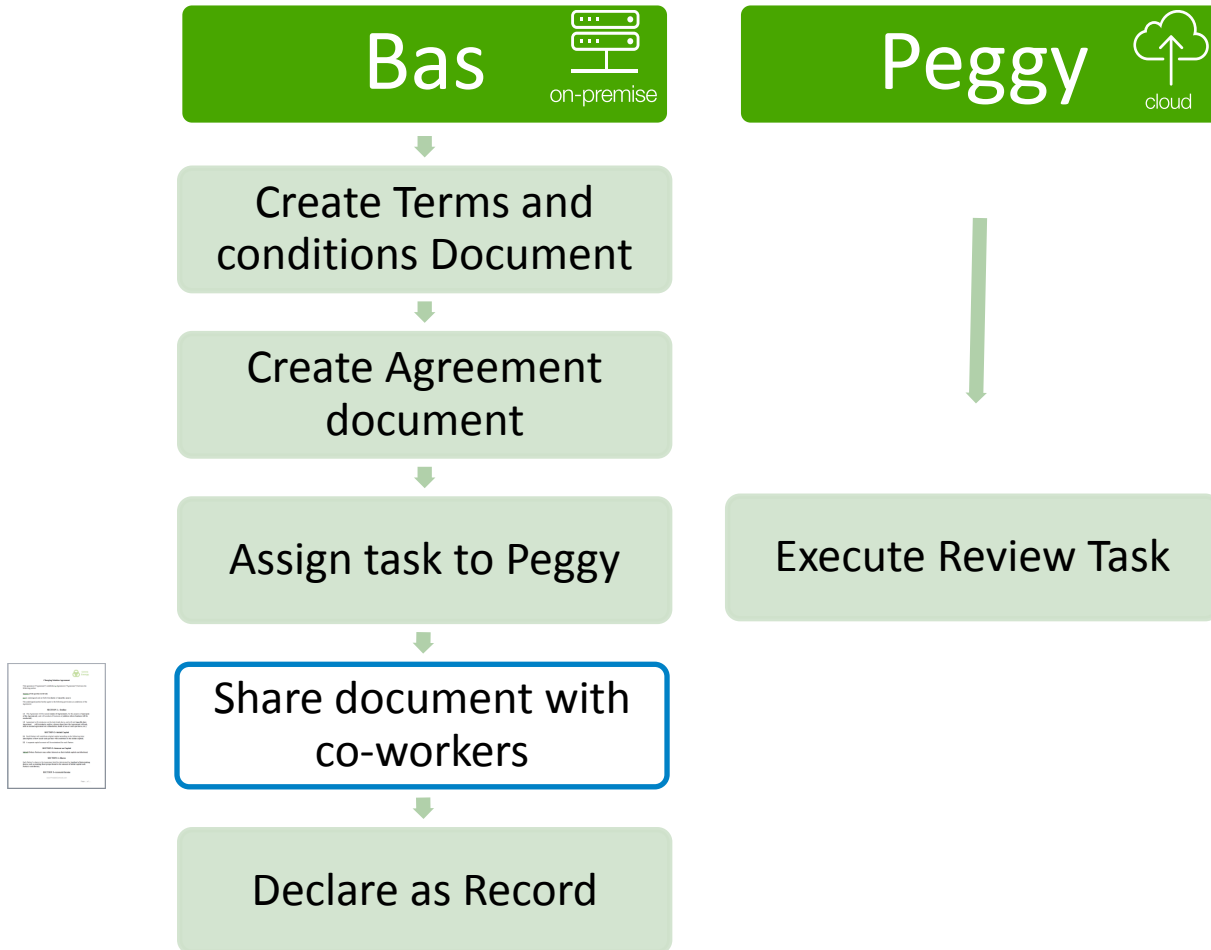 Bas
on-premise
Peggy
cloud
Create Terms and
conditions Document
Create Agreement
document
Assign task to Peggy
Execute Review Task
Share document with
co-workers
Declare as Record